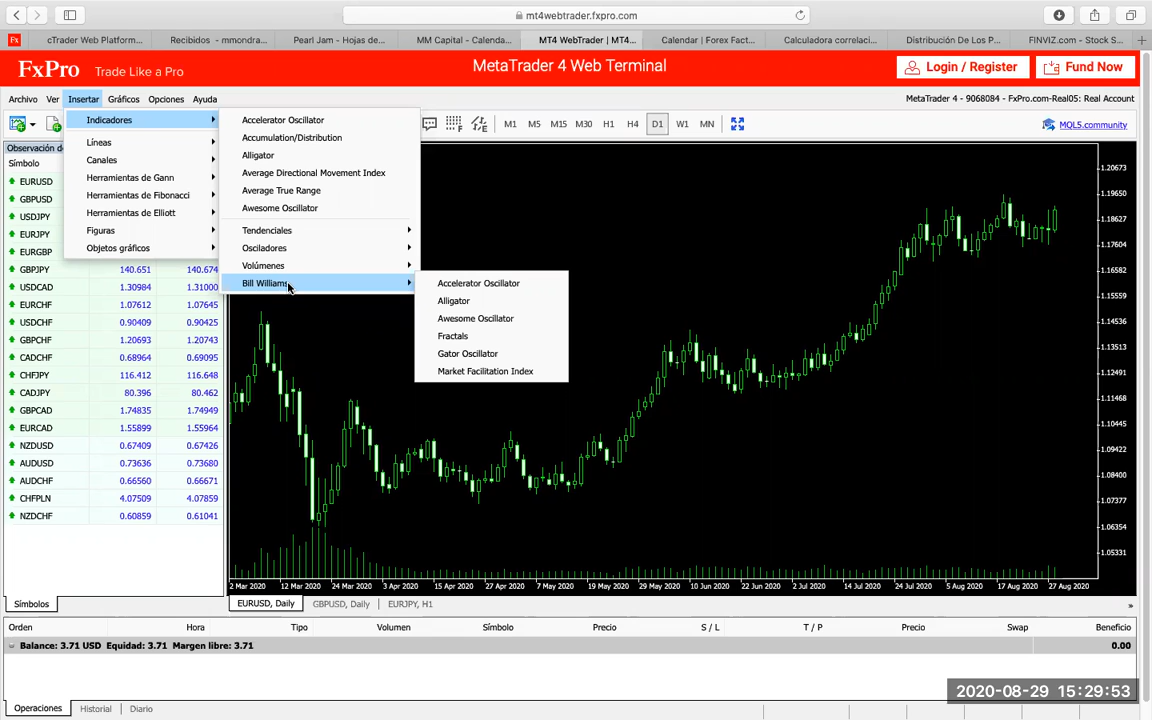 mt4webtrader.fxpro.com
cTrader Web Platform...
Recibidos - mmondra...
Pearl Jam - Hojas de...
MM Capital - Calenda...
MT4 WebTrader | MT4...
Calendar | Forex Fact...
Calculadora correlaci...
Distribución De Los P...
FINVIZ.com - Stock S...
Fx
FxPro
Trade Like a Pro
MetaTrader 4 Web Terminal
Login / Register
Fund Now
Archivo Ver Insertar Gráficos Opciones Ayuda
MetaTrader 4 - 9068084 - FxPro.com-Real05: Real Account
M1 M5 M15 M30 H1 H4 D1 W1 MN
MQL5.community
Indicadores
Líneas
Canales
Herramientas de Gann
Herramientas de Fibonacci
Herramientas de Elliott
Figuras
Objetos gráficos
Accelerator Oscillator
Accumulation/Distribution
Alligator
Average Directional Movement Index
Average True Range
Awesome Oscillator
Tendenciales
Osciladores
Volúmenes
Bill Williams
Accelerator Oscillator
Alligator
Awesome Oscillator
Fractals
Gator Oscillator
Market Facilitation Index
Observación d
Símbolo
EURUSD
GBPUSD
USDJPY
EURJPY
EURGBP
GBPJPY 140.651 140.674
USDCAD 1.30984 1.31000
EURCHF 1.07612 1.07645
USDCHF 0.90409 0.90425
GBPCHF 1.20693 1.20743
CADCHF 0.68964 0.69095
CHFJPY 116.412 116.648
CADJPY 80.396 80.462
GBPCAD 1.74835 1.74949
EURCAD 1.55899 1.55964
NZDUSD 0.67409 0.67426
AUDUSD 0.73636 0.73680
AUDCHF 0.66560 0.66671
CHFPLN 4.07509 4.07859
NZDCHF 0.60859 0.61041
1.20673
1.19650
1.18627
1.17604
1.16582
1.15559
1.14536
1.13513
1.12491
1.11468
1.10445
1.09422
1.08400
1.07377
1.06354
1.05331
2 Mar 2020 12 Mar 2020 24 Mar 2020 3 Apr 2020 15 Apr 2020 27 Apr 2020 7 May 2020 19 May 2020 29 May 2020 10 Jun 2020 22 Jun 2020 2 Jul 2020 14 Jul 2020 24 Jul 2020 5 Aug 2020 17 Aug 2020 27 Aug 2020
Símbolos
EURUSD, Daily GBPUSD, Daily EURJPY, H1 »
Orden Hora Tipo Volumen Símbolo Precio S / L T / P Precio Swap Beneficio
Balance: 3.71 USD Equidad: 3.71 Margen libre: 3.71 0.00
2020-08-29 15:29:53
Operaciones Historial Diario